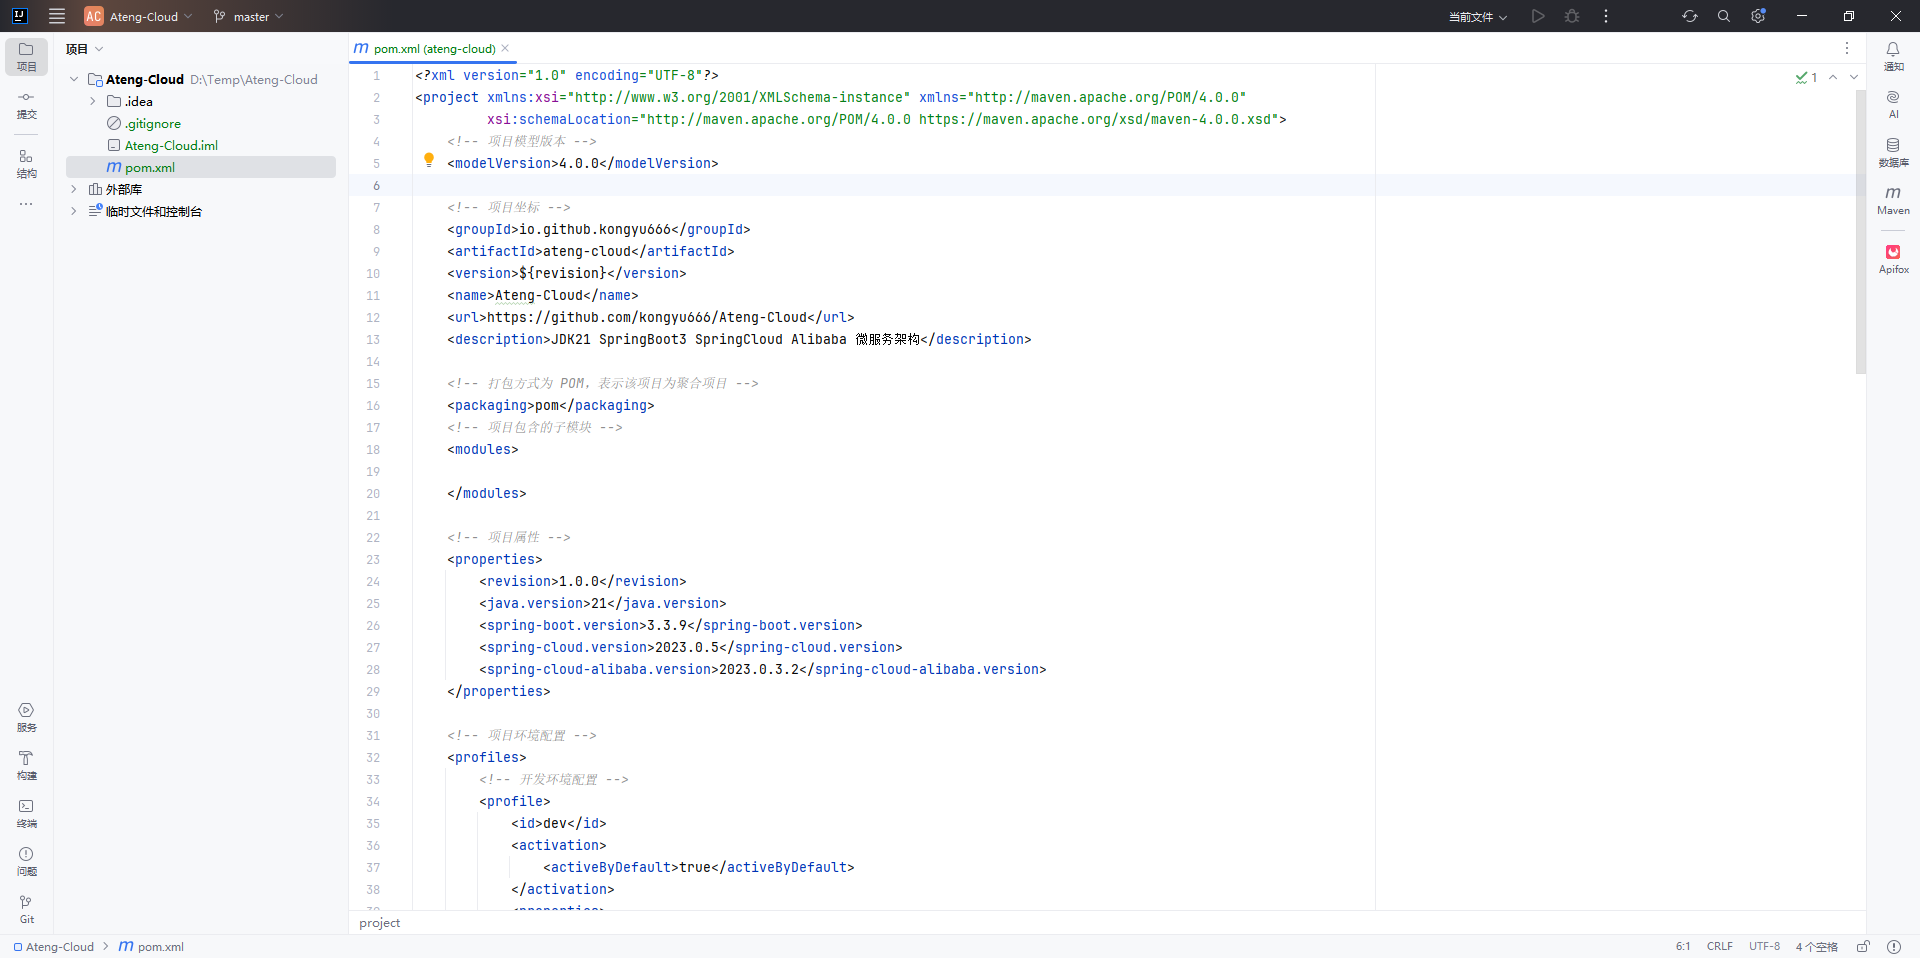 AC Ateng-Cloud master 当前文件
项目
项目
提交
结构
Ateng-Cloud D:\Temp\Ateng-Cloud
.idea
.gitignore
Ateng-Cloud.iml
m pom.xml
外部库
临时文件和控制台
m pom.xml (ateng-cloud)
1
1 <?xml version="1.0" encoding="UTF-8"?>
2 <project xmlns:xsi="http://www.w3.org/2001/XMLSchema-instance" xmlns="http://maven.apache.org/POM/4.0.0"
3 xsi:schemaLocation="http://maven.apache.org/POM/4.0.0 https://maven.apache.org/xsd/maven-4.0.0.xsd">
4 <!-- 项目模型版本 -->
5 <modelVersion>4.0.0</modelVersion>
6
7 <!-- 项目坐标 -->
8 <groupId>io.github.kongyu666</groupId>
9 <artifactId>ateng-cloud</artifactId>
10 <version>${revision}</version>
11 <name>Ateng-Cloud</name>
12 <url>https://github.com/kongyu666/Ateng-Cloud</url>
13 <description>JDK21 SpringBoot3 SpringCloud Alibaba 微服务架构</description>
14
15 <!-- 打包方式为 POM，表示该项目为聚合项目 -->
16 <packaging>pom</packaging>
17 <!-- 项目包含的子模块 -->
18 <modules>
19
20 </modules>
21
22 <!-- 项目属性 -->
23 <properties>
24 <revision>1.0.0</revision>
25 <java.version>21</java.version>
26 <spring-boot.version>3.3.9</spring-boot.version>
27 <spring-cloud.version>2023.0.5</spring-cloud.version>
28 <spring-cloud-alibaba.version>2023.0.3.2</spring-cloud-alibaba.version>
29 </properties>
30
31 <!-- 项目环境配置 -->
32 <profiles>
33 <!-- 开发环境配置 -->
34 <profile>
35 <id>dev</id>
36 <activation>
37 <activeByDefault>true</activeByDefault>
38 </activation>
通知
AI
数据库
m
Maven
Apifox
服务
构建
终端
问题
Git
project
Ateng-Cloud m pom.xml
6:1 CRLF UTF-8 4 个空格